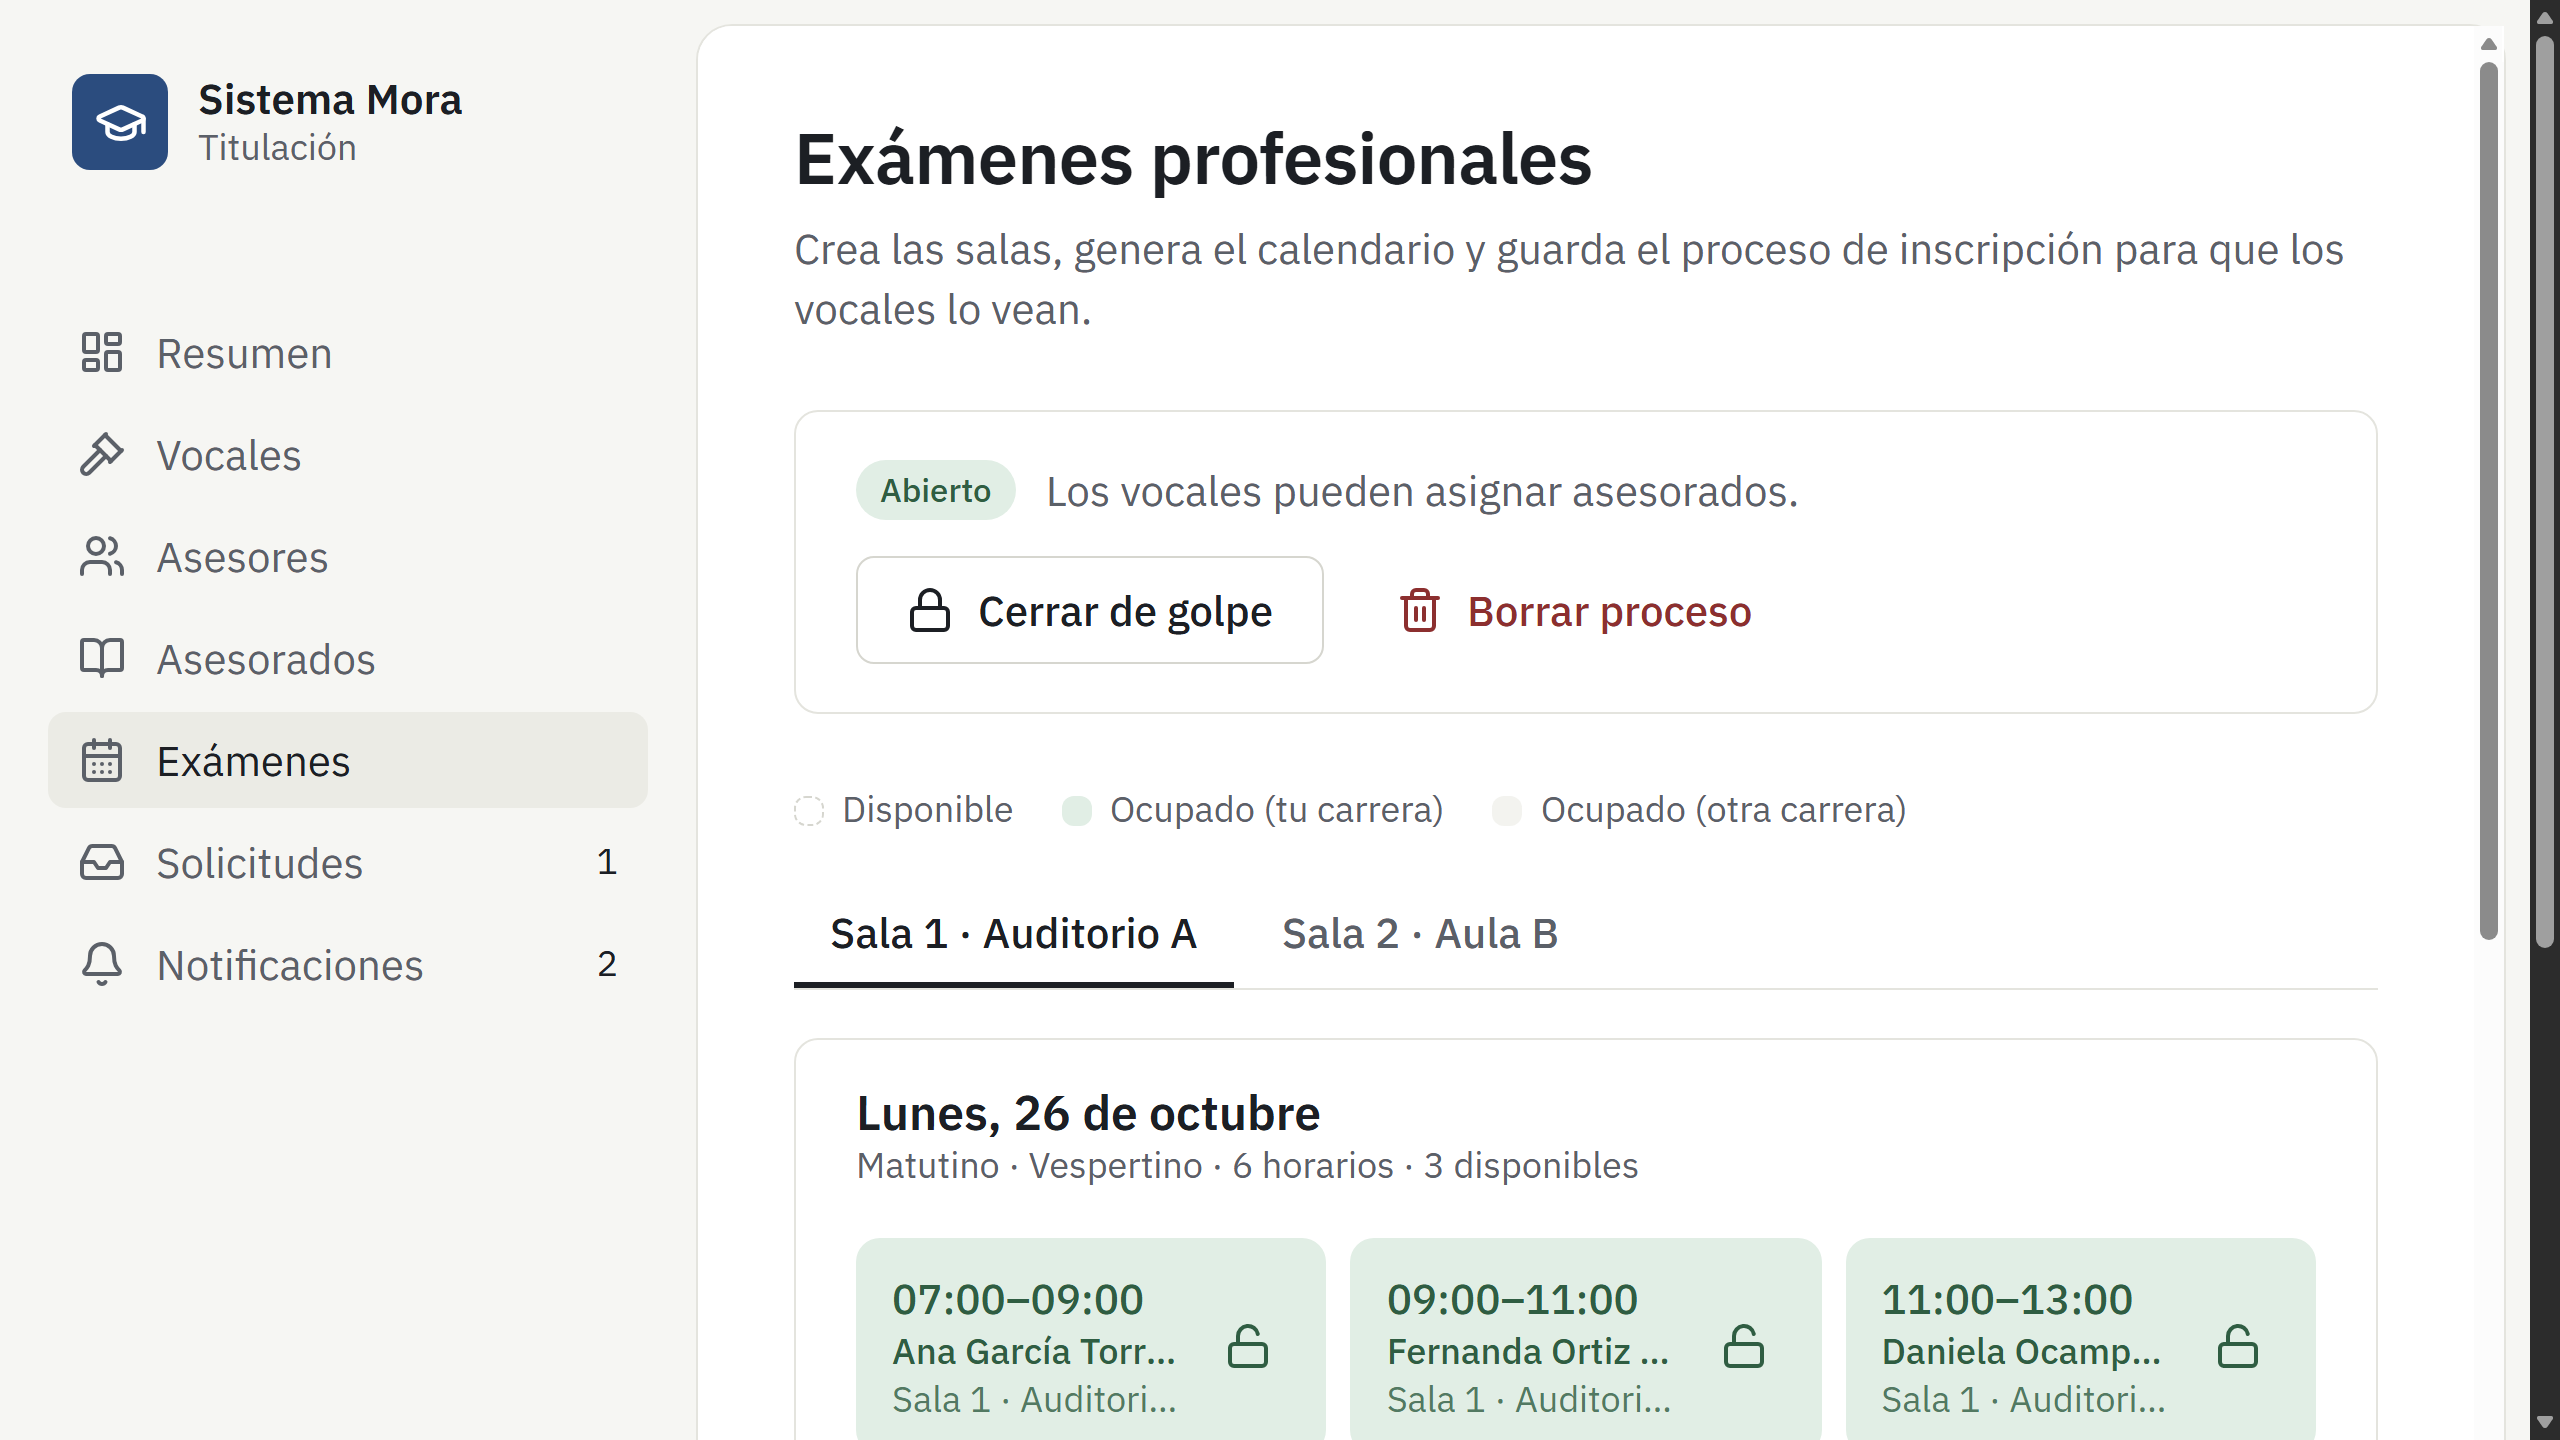 Sistema Mora
Titulación
Resumen
Vocales
Asesores
Asesorados
Exámenes
Solicitudes 1
Notificaciones 2
Exámenes profesionales
Crea las salas, genera el calendario y guarda el proceso de inscripción para que los
vocales lo vean.
Abierto Los vocales pueden asignar asesorados.
Cerrar de golpe Borrar proceso
Disponible Ocupado (tu carrera) Ocupado (otra carrera)
Sala 1 · Auditorio A Sala 2 · Aula B
Lunes, 26 de octubre
Matutino · Vespertino · 6 horarios · 3 disponibles
07:00–09:00
Ana García Torr...
Sala 1 · Auditori...
09:00–11:00
Fernanda Ortiz ...
Sala 1 · Auditori...
11:00–13:00
Daniela Ocamp...
Sala 1 · Auditori...